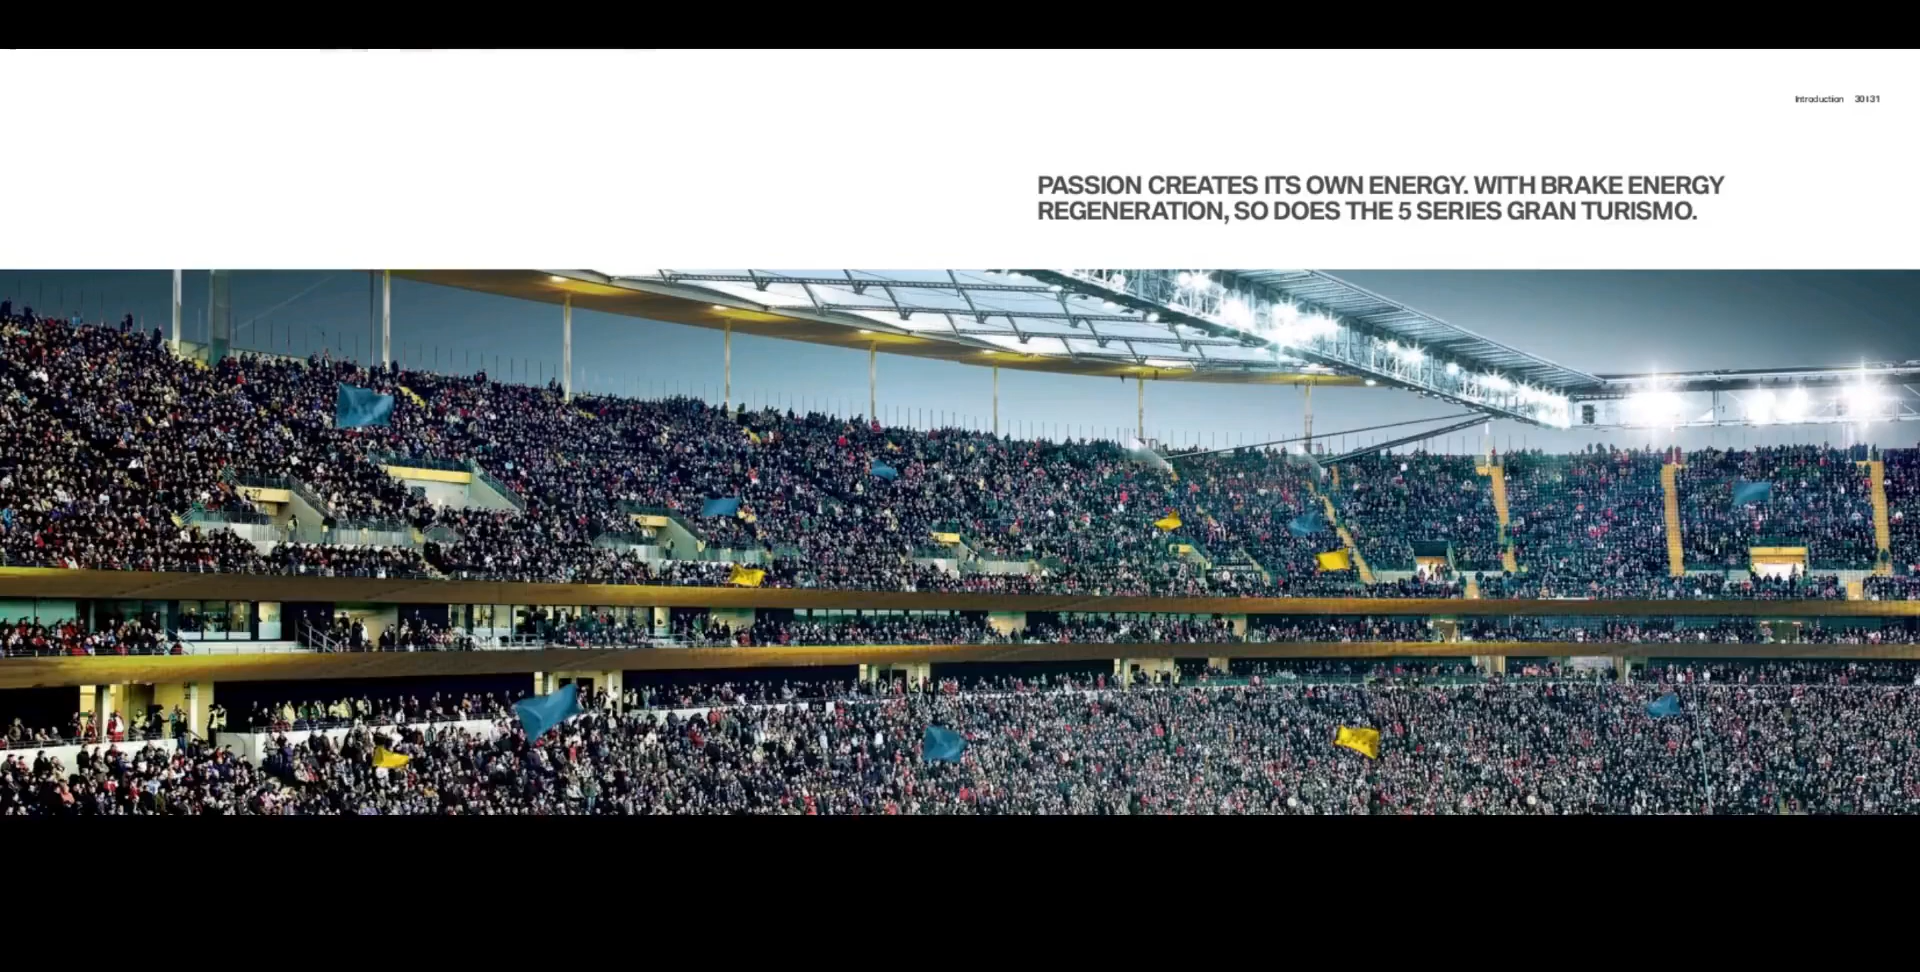 Introduction 30|31
PASSION CREATES ITS OWN ENERGY. WITH BRAKE ENERGY
REGENERATION, SO DOES THE 5 SERIES GRAN TURISMO.